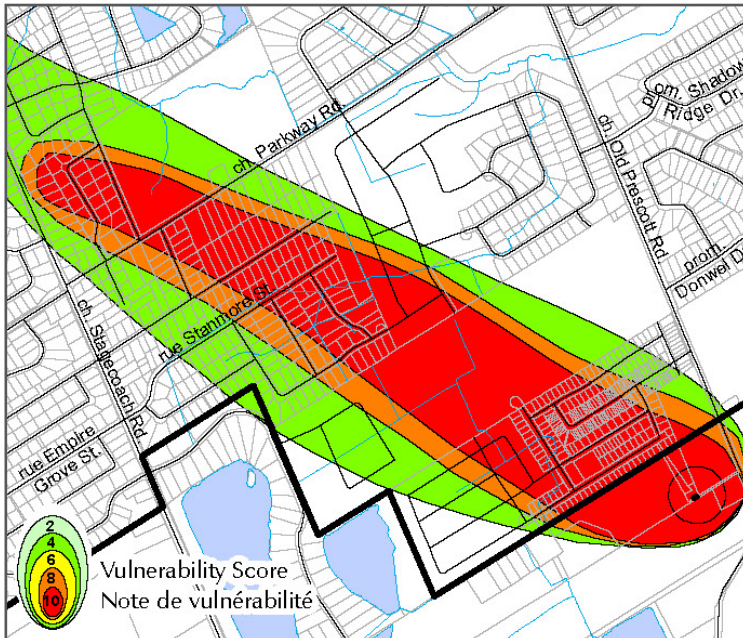 prom. Shadow
Ridge Dr.
ch. Parkway Rd.
ch. Old Prescott Rd.
prom.
Donwel D
rue Stanmore St.
ch. Stagecoach Rd.
rue Empire
Grove St.
2
4
6
8
10
Vulnerability Score
Note de vulnérabilité